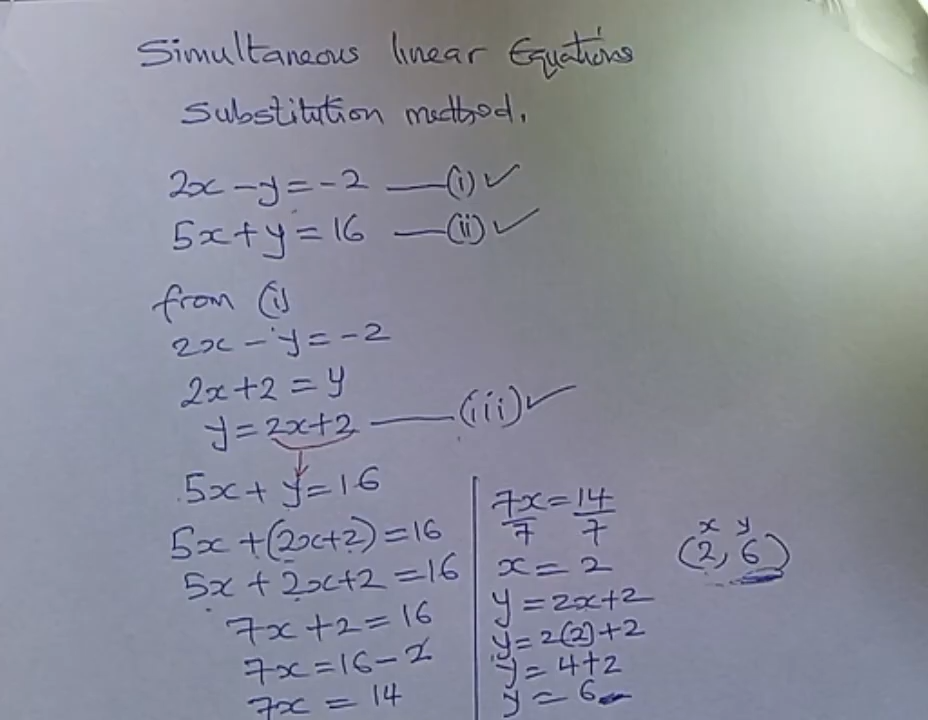 Simultaneous linear Equations
Substitution method.
2x - y = -2 —(i) ✓
5x + y = 16 —(ii) ✓
from (i)
2x - y = -2
2x + 2 = y
y = 2x + 2 —(iii) ✓
5x + y = 16
5x + (2x + 2) = 16
5x + 2x + 2 = 16
7x + 2 = 16
7x = 16 - 2
7x = 14
7x = 14
7 7
x = 2
y = 2x + 2
y = 2(2) + 2
y = 4 + 2
y = 6
x y
(2, 6)